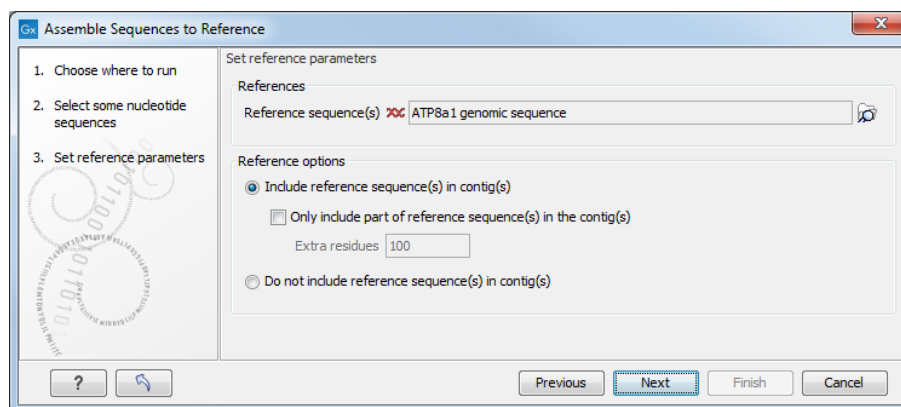 Gx Assemble Sequences to Reference
1. Choose where to run
2. Select some nucleotide
sequences
3. Set reference parameters
Set reference parameters
References
Reference sequence(s) ATP8a1 genomic sequence
Reference options
Include reference sequence(s) in contig(s)
Only include part of reference sequence(s) in the contig(s)
Extra residues 100
Do not include reference sequence(s) in contig(s)
? Previous Next Finish Cancel